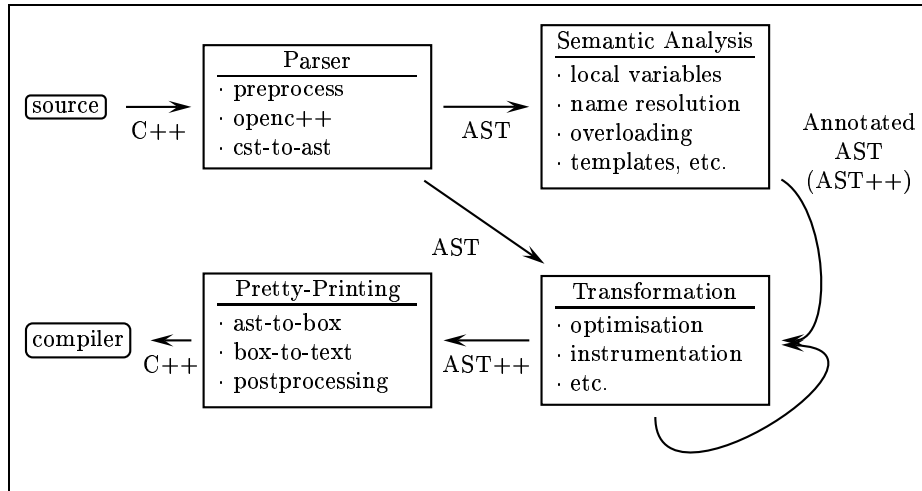 source
C++
Parser
· preprocess
· openc++
· cst-to-ast
AST
Semantic Analysis
· local variables
· name resolution
· overloading
· templates, etc.
Annotated
AST
(AST++)
AST
Transformation
· optimisation
· instrumentation
· etc.
AST++
Pretty-Printing
· ast-to-box
· box-to-text
· postprocessing
C++
compiler